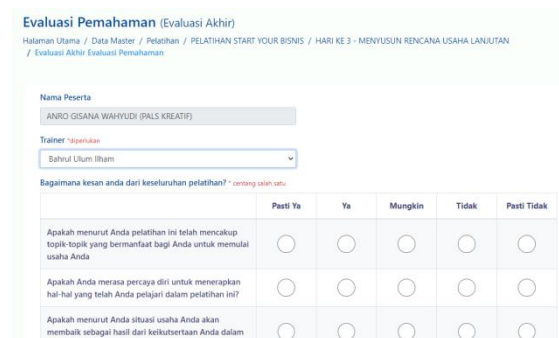 Evaluasi Pemahaman (Evaluasi Akhir)
Halaman Utama / Data Master / Pelatihan / PELATIHAN START YOUR BISNIS / HARI KE 3 - MENYUSUN RENCANA USAHA LANJUTAN
/ Evaluasi Akhir Evaluasi Pemahaman
Nama Peserta
ANRO GISANA WAHYUDI (PALS KREATIF)
Trainer *diperlukan
Bahrul Ulum Ilham
Bagaimana kesan anda dari keseluruhan pelatihan? * centang salah satu
Pasti Ya Ya Mungkin Tidak Pasti Tidak
Apakah menurut Anda pelatihan ini telah mencakup
topik-topik yang bermanfaat bagi Anda untuk memulai
usaha Anda
Apakah Anda merasa percaya diri untuk menerapkan
hal-hal yang telah Anda pelajari dalam pelatihan ini?
Apakah menurut Anda situasi usaha Anda akan
membaik sebagai hasil dari keikutsertaan Anda dalam